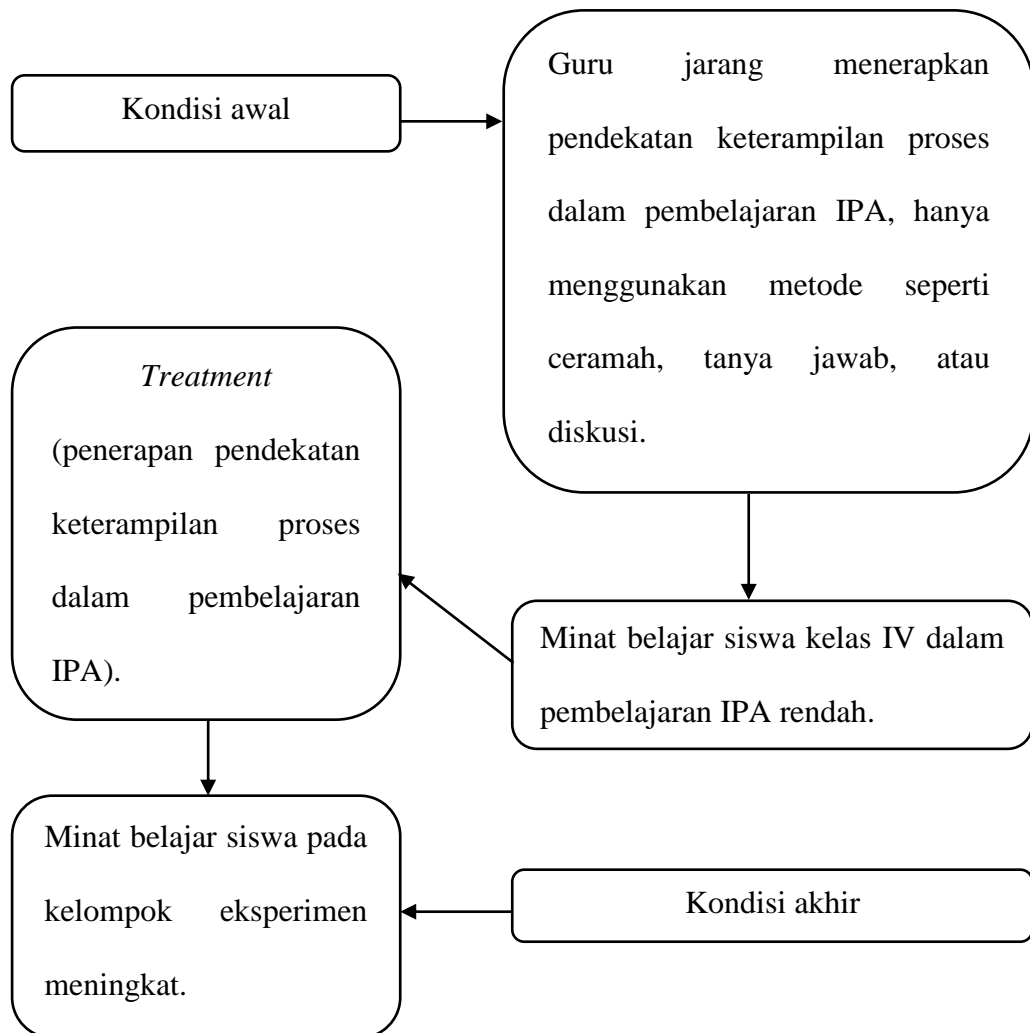 Kondisi awal
Guru jarang menerapkan
pendekatan keterampilan proses
dalam pembelajaran IPA, hanya
menggunakan metode seperti
ceramah, tanya jawab, atau
diskusi.
Minat belajar siswa kelas IV dalam
pembelajaran IPA rendah.
Treatment
(penerapan pendekatan
keterampilan proses
dalam pembelajaran
IPA).
Minat belajar siswa pada
kelompok eksperimen
meningkat.
Kondisi akhir